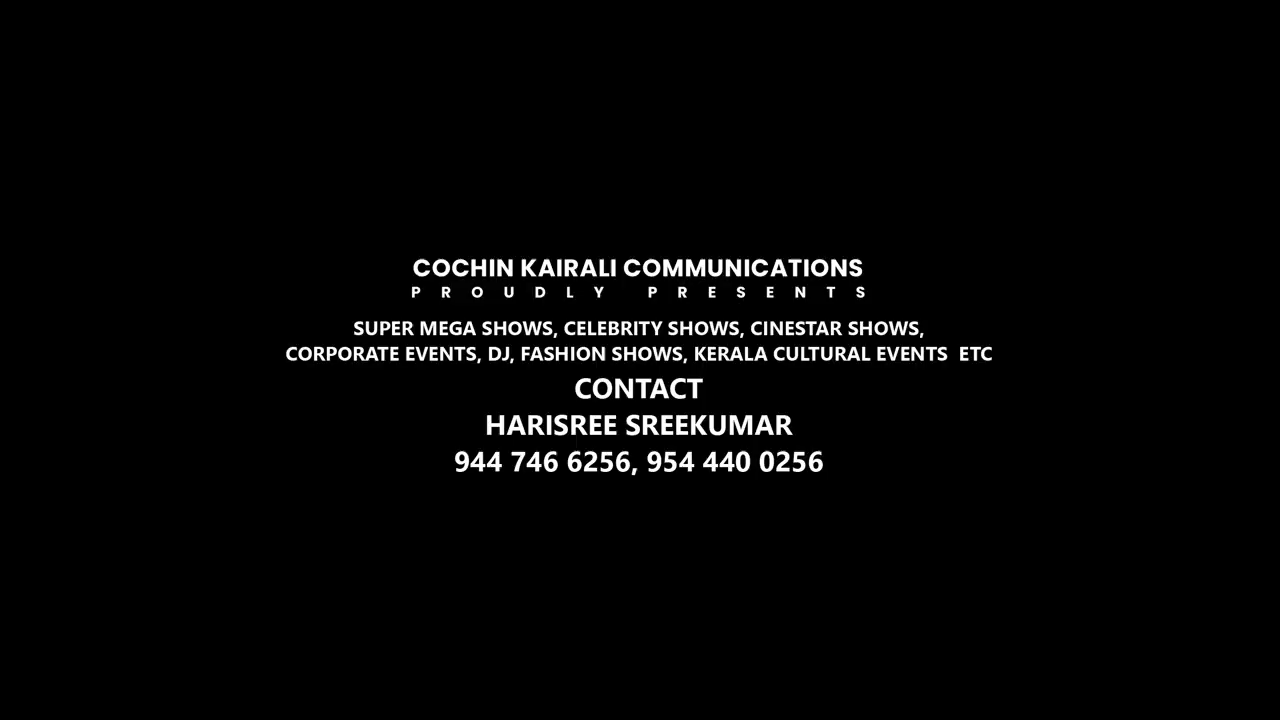 COCHIN KAIRALI COMMUNICATIONS
PROUDLY PRESENTS
SUPER MEGA SHOWS, CELEBRITY SHOWS, CINESTAR SHOWS,
CORPORATE EVENTS, DJ, FASHION SHOWS, KERALA CULTURAL EVENTS ETC
CONTACT
HARISREE SREEKUMAR
944 746 6256, 954 440 0256